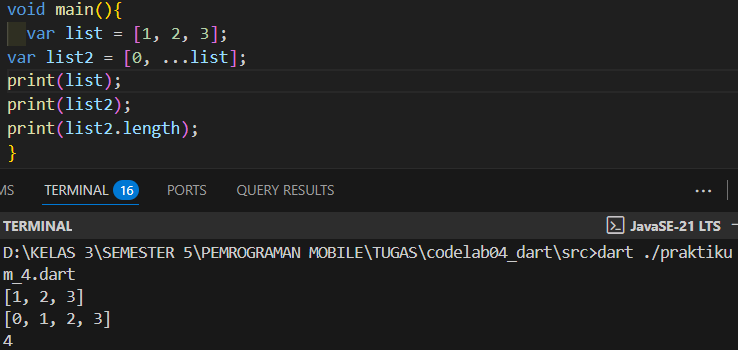 void main(){
  var list = [1, 2, 3];
var list2 = [0, ...list];
print(list);
print(list2);
print(list2.length);
}
MS TERMINAL 16 PORTS QUERY RESULTS ...
TERMINAL JavaSE-21 LTS
D:\KELAS 3\SEMESTER 5\PEMROGRAMAN MOBILE\TUGAS\codelab04_dart\src>dart ./praktiku
m_4.dart
[1, 2, 3]
[0, 1, 2, 3]
4